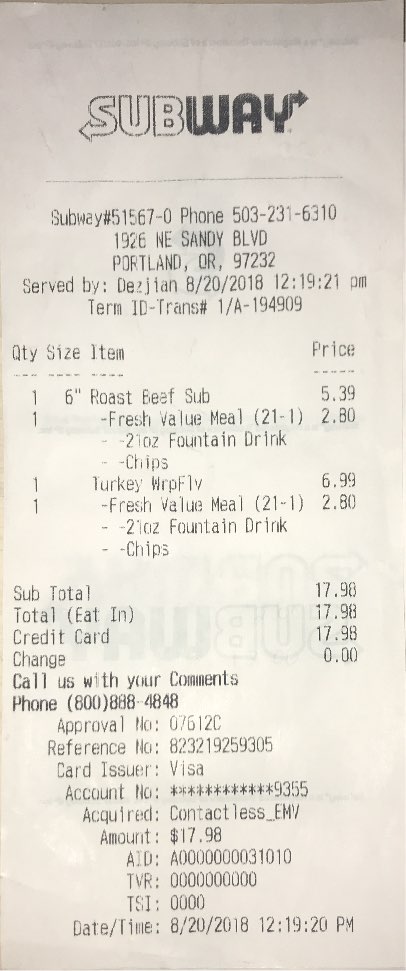 SUBWAY
Subway#51567-0 Phone 503-231-6310
1926 NE SANDY BLVD
PORTLAND, OR, 97232
Served by: Dezjian 8/20/2018 12:19:21 pm
Term ID-Trans# 1/A-194909
Qty Size Item Price
--- ---- ---- -----
1 6" Roast Beef Sub 5.39
1 -Fresh Value Meal (21-1) 2.80
- -21oz Fountain Drink
- -Chips
1 Turkey WrpFlv 6.99
1 -Fresh Value Meal (21-1) 2.80
- -21oz Fountain Drink
- -Chips
Sub Total 17.98
Total (Eat In) 17.98
Credit Card 17.98
Change 0.00
Call us with your Comments
Phone (800)888-4848
Approval No: 07612C
Reference No: 823219259305
Card Issuer: Visa
Account No: ************9355
Acquired: Contactless_EMV
Amount: $17.98
AID: A0000000031010
TVR: 0000000000
TSI: 0000
Date/Time: 8/20/2018 12:19:20 PM